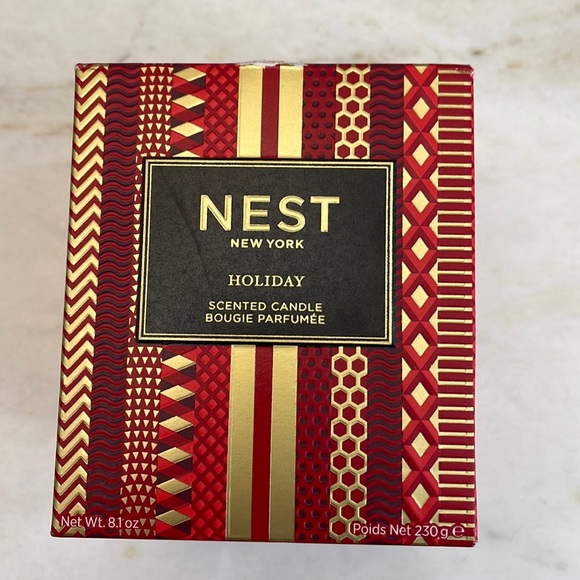 NEST
NEW YORK
HOLIDAY
SCENTED CANDLE
BOUGIE PARFUMÉE
Net Wt. 8.1 oz
Poids Net 230g ℮